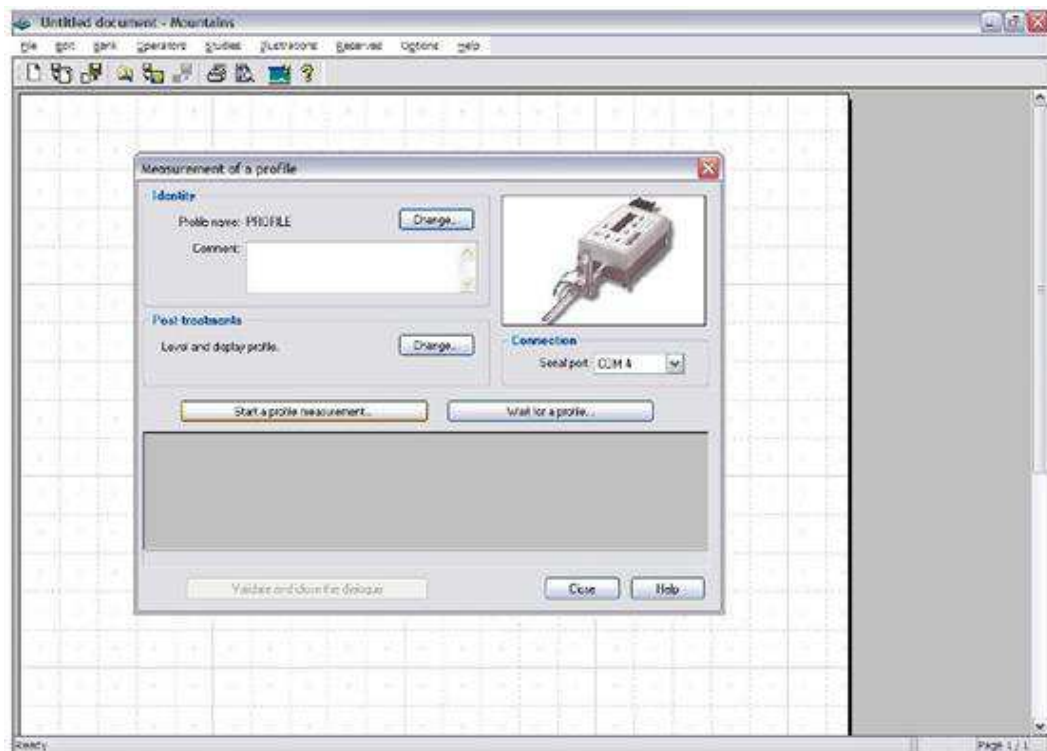 Untitled document - Mountains
File Edit Bank Operators Studies Illustrations Reserved Options Help
Measurement of a profile
Identity
Profile name: PROFILE
Change...
Comment:
Post treatments
Level and display profile.
Change...
Connection
Serial port COM 4
Start a profile measurement...
Wait for a profile...
Validate and close the dialogue
Close
Help
Ready
Page 1 / 1